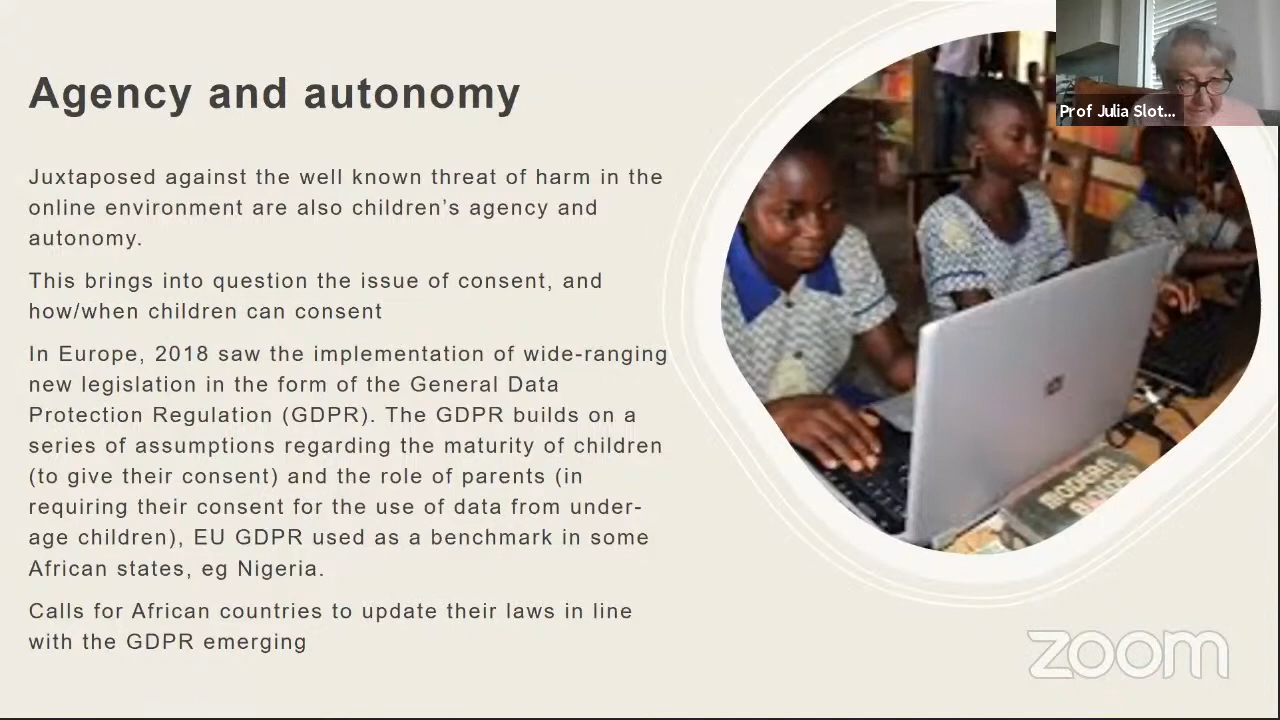 Agency and autonomy
Prof Julia Slot...
Juxtaposed against the well known threat of harm in the
online environment are also children’s agency and
autonomy.
This brings into question the issue of consent, and
how/when children can consent
In Europe, 2018 saw the implementation of wide-ranging
new legislation in the form of the General Data
Protection Regulation (GDPR). The GDPR builds on a
series of assumptions regarding the maturity of children
(to give their consent) and the role of parents (in
requiring their consent for the use of data from under-
age children), EU GDPR used as a benchmark in some
African states, eg Nigeria.
Calls for African countries to update their laws in line
with the GDPR emerging
MODERN
zoom